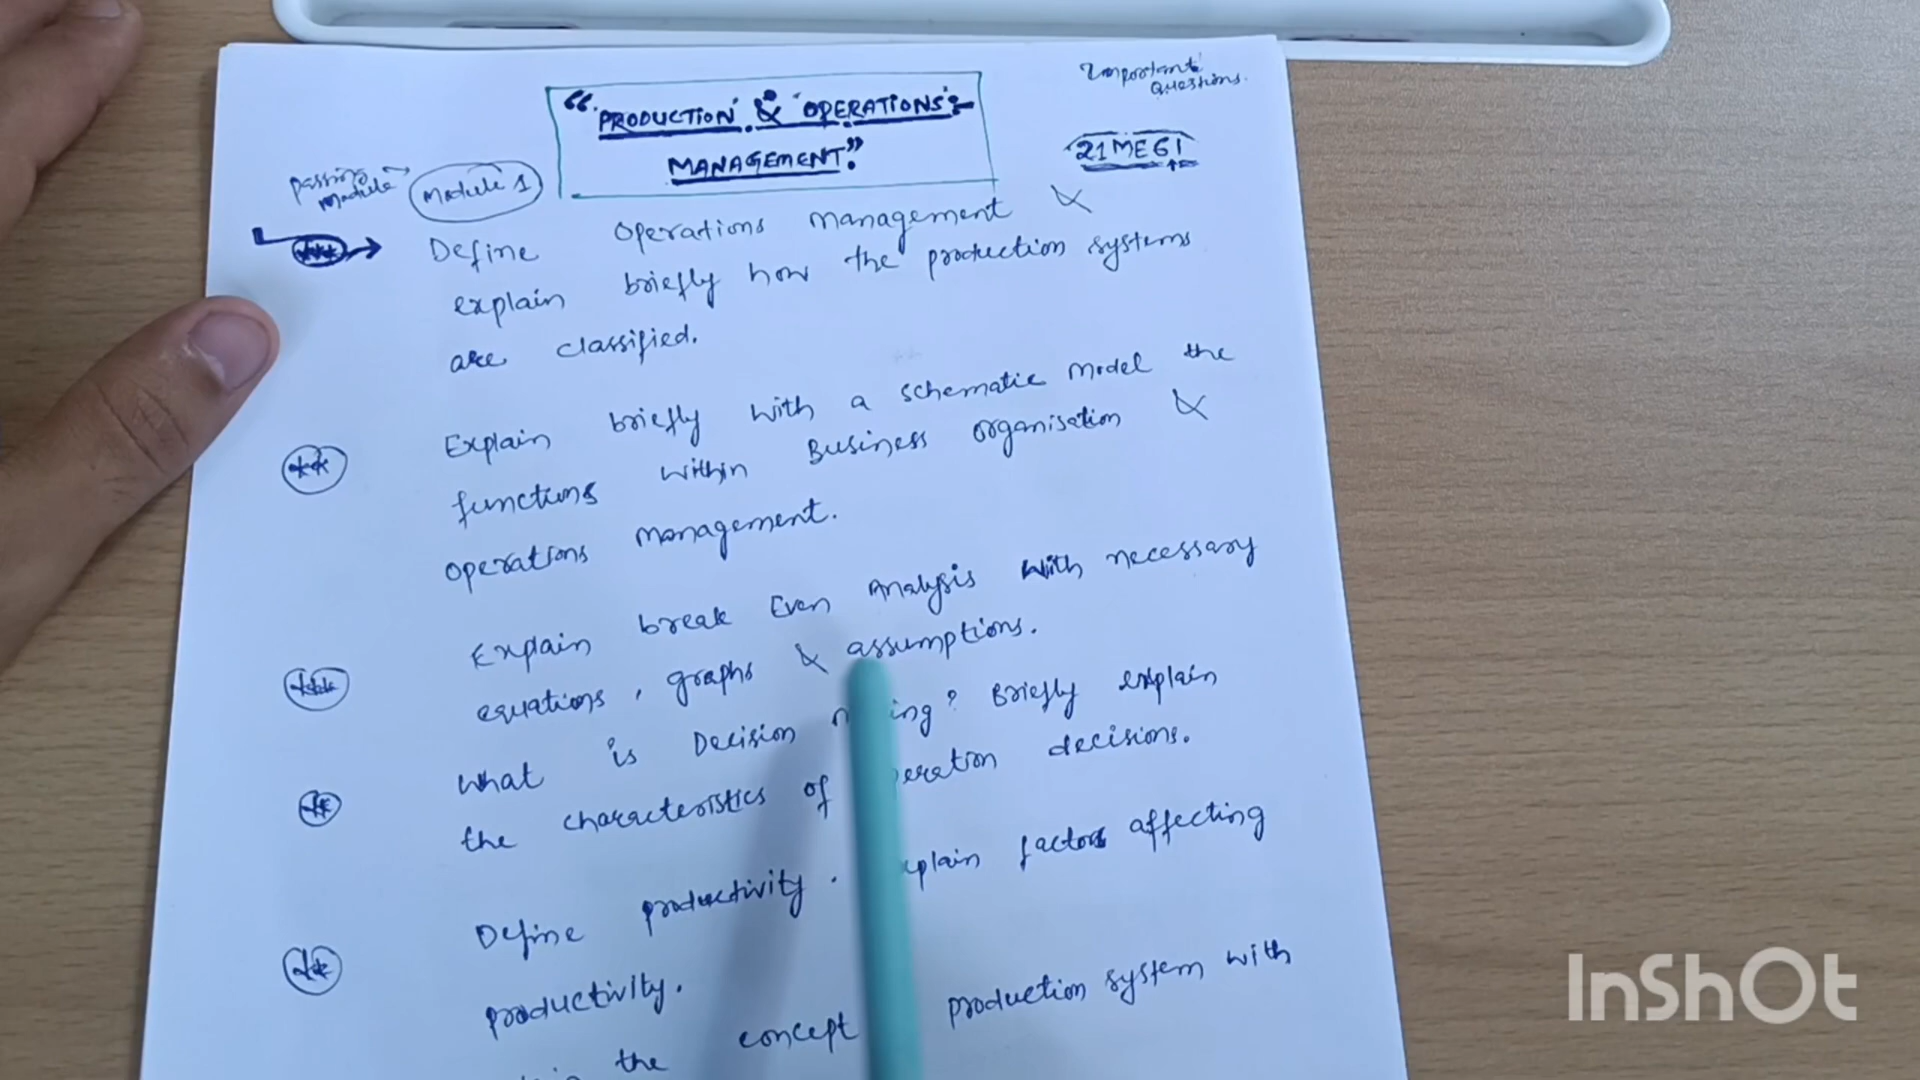 Important
Questions.
"PRODUCTION & OPERATIONS
MANAGEMENT."
21ME61
passing
module
Module 1
Define operations management &
explain briefly how the production systems
are classified.
Explain briefly with a schematic model the
functions within Business organisation &
operations management.
Explain break Even Analysis with necessary
equations, graphs & assumptions.
what is Decision ing? Briefly explain
the characteristics of eration decisions.
Define productivity. plain factors affecting
productivity.
the concept production system with
InShOt